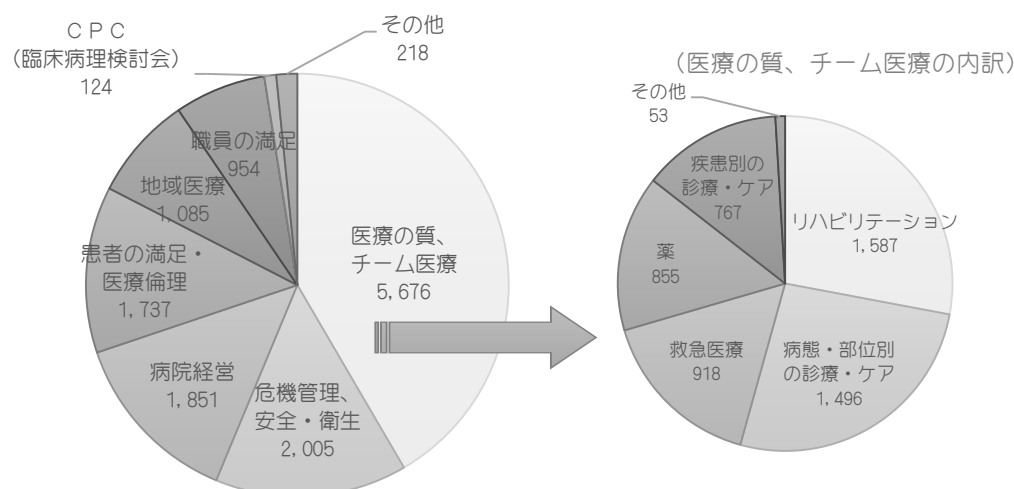 ＣＰＣ
（臨床病理検討会）
124
その他
218
職員の満足
954
地域医療
1,085
患者の満足・
医療倫理
1,737
病院経営
1,851
危機管理、
安全・衛生
2,005
医療の質、
チーム医療
5,676
（医療の質、チーム医療の内訳）
その他
53
疾患別の
診療・ケア
767
リハビリテーション
1,587
薬
855
救急医療
918
病態・部位別
の診療・ケア
1,496